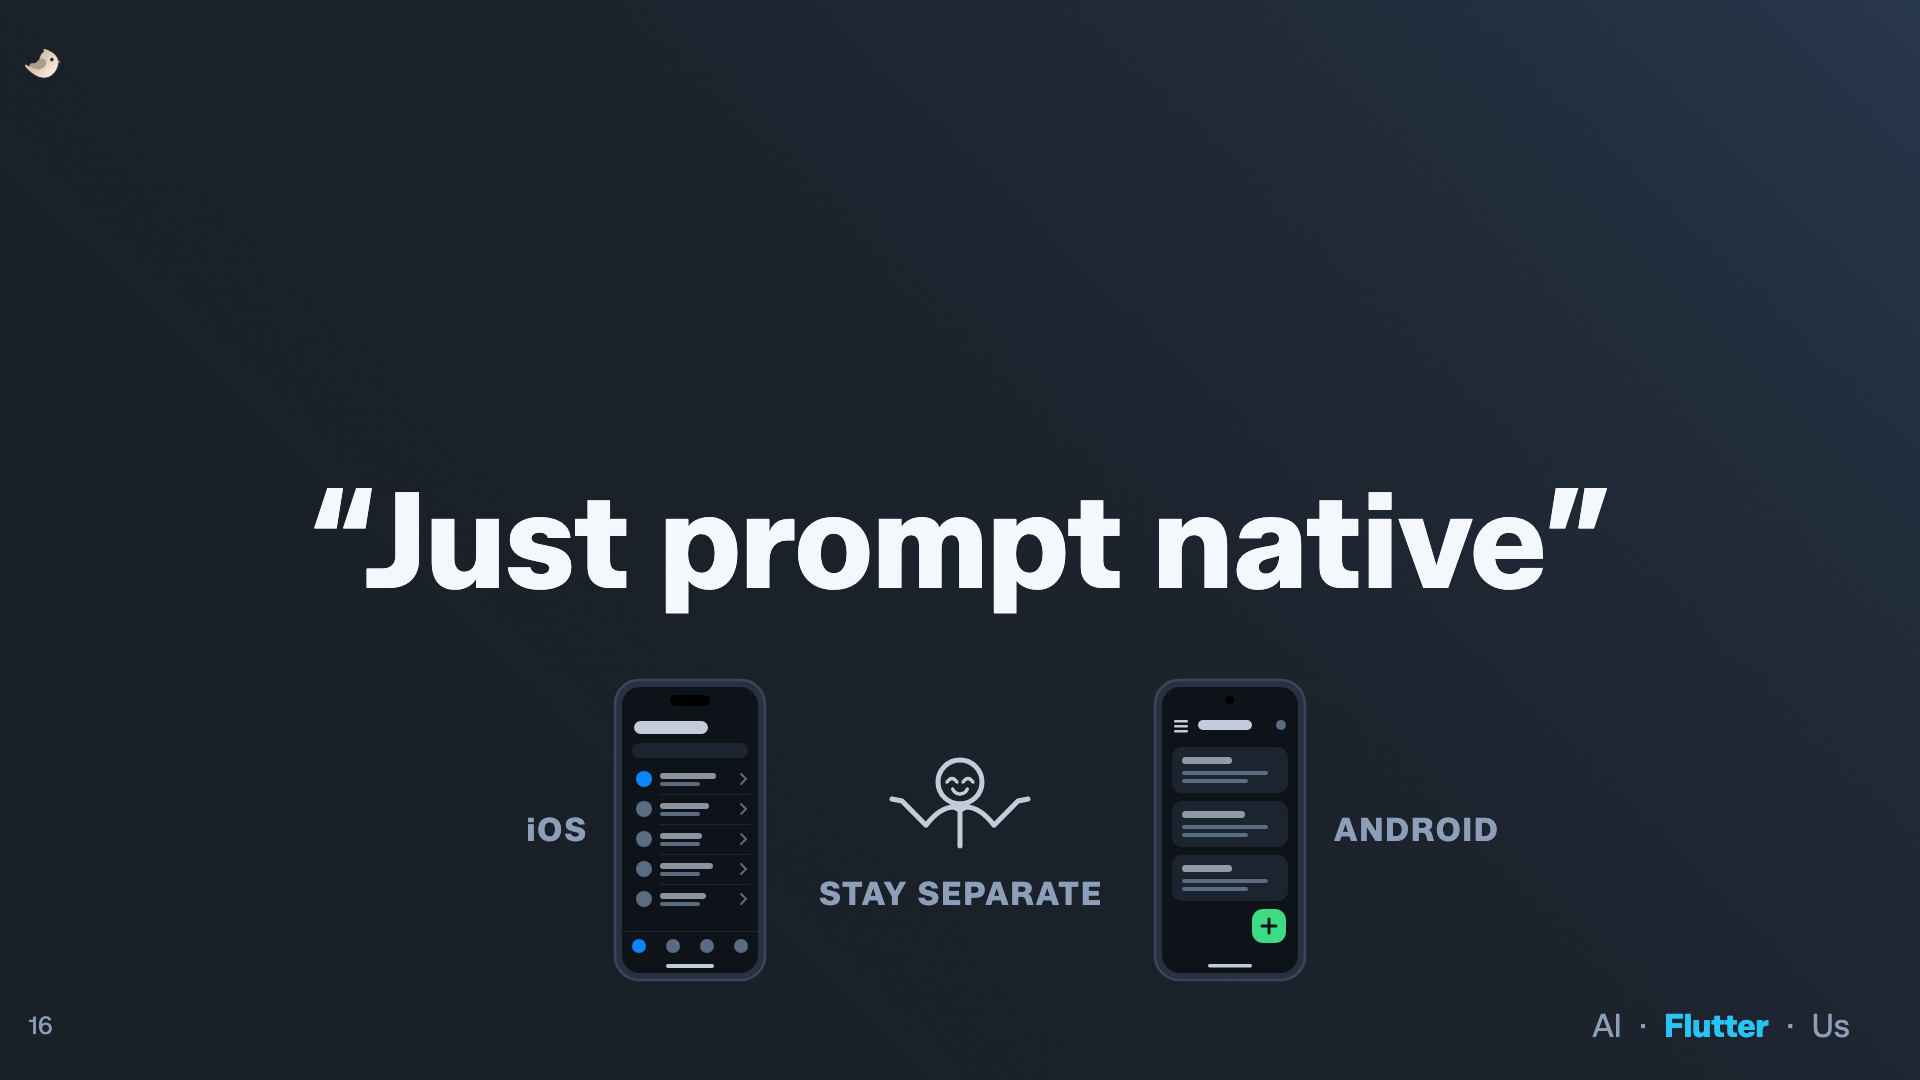 “Just prompt native”
iOS
STAY SEPARATE
ANDROID
16
AI · Flutter · Us